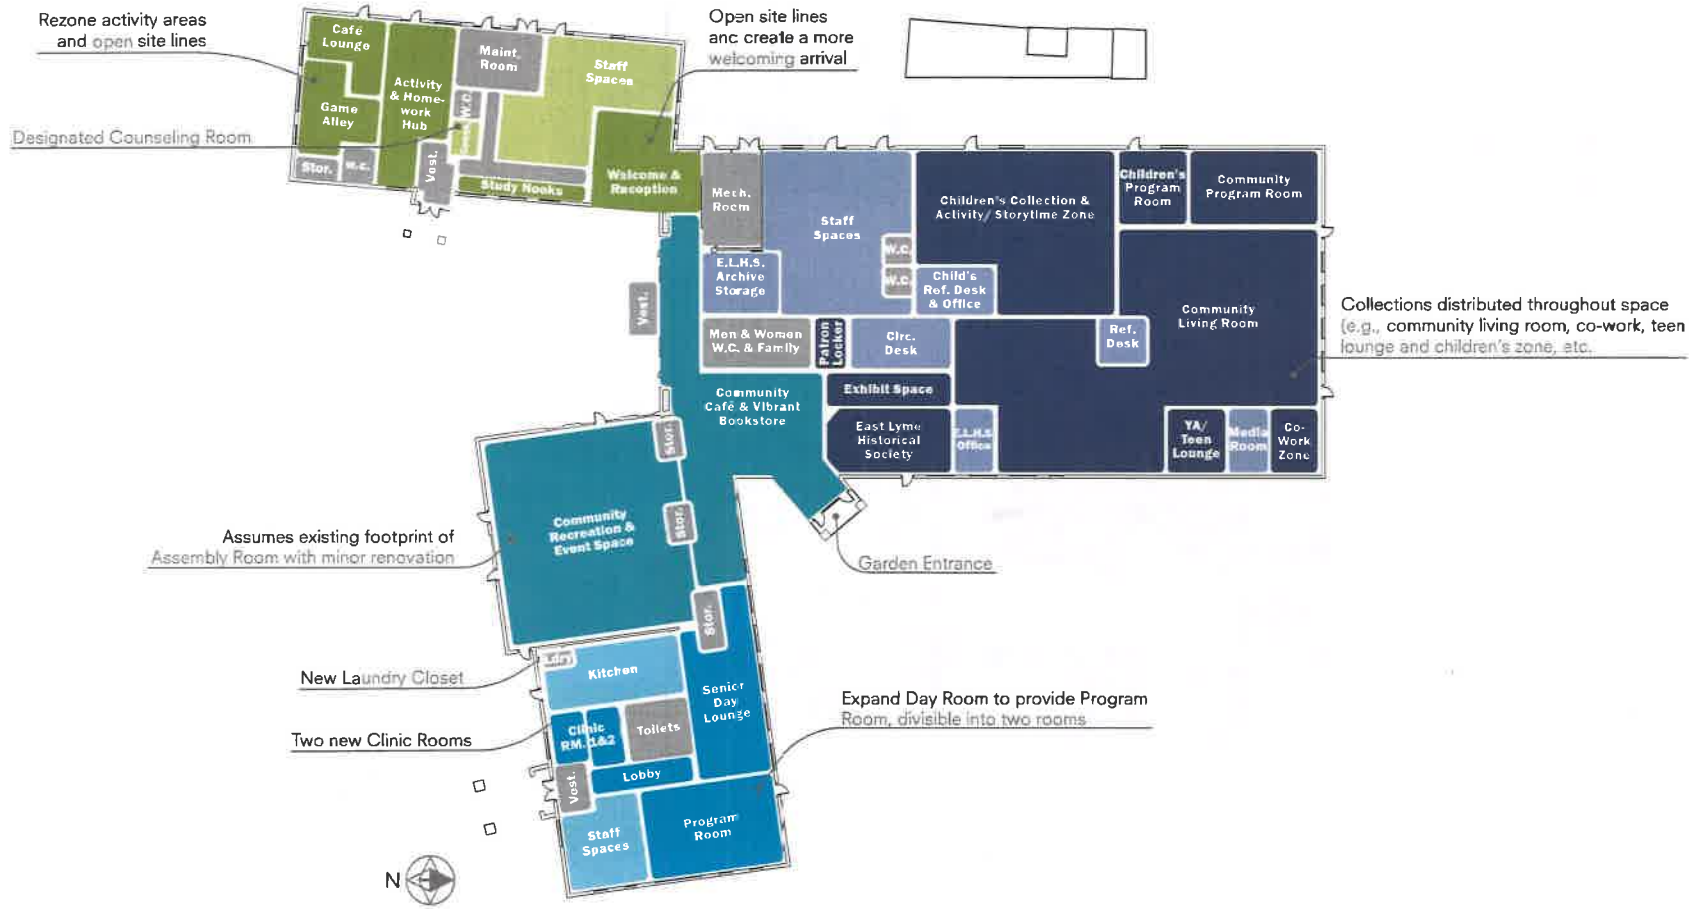 Rezone activity areas
and open site lines
Designated Counseling Room
Open site lines
and create a more
welcoming arrival
Café
Lounge
Game
Alley
Stor.
W.C.
Activity
& Home-
work
Hub
Vest.
Maint.
Room
W.C.
Staff
Spaces
Study Nooks
Welcome &
Reception
Mech.
Room
Staff
Spaces
W.C.
W.C.
E.L.H.S.
Archive
Storage
Children's Collection &
Activity/ Storytime Zone
Child's
Ref. Desk
& Office
Children's
Program
Room
Community
Program Room
Community
Living Room
Ref.
Desk
Collections distributed throughout space
(e.g., community living room, co-work, teen
lounge and children's zone, etc.
Vest.
Men & Women
W.C. & Family
Patron
Locker
Circ.
Desk
Exhibit Space
Community
Café & Vibrant
Bookstore
East Lyme
Historical
Society
E.L.H.S
Office
YA/
Teen
Lounge
Media
Room
Co-
Work
Zone
Garden Entrance
Stor.
Stor.
Community
Recreation &
Event Space
Assumes existing footprint of
Assembly Room with minor renovation
Stor.
New Laundry Closet
Ldry
Kitchen
Senior
Day
Lounge
Two new Clinic Rooms
Clinic
RM. 1&2
Toilets
Vest.
Lobby
Expand Day Room to provide Program
Room, divisible into two rooms
Staff
Spaces
Program
Room
N